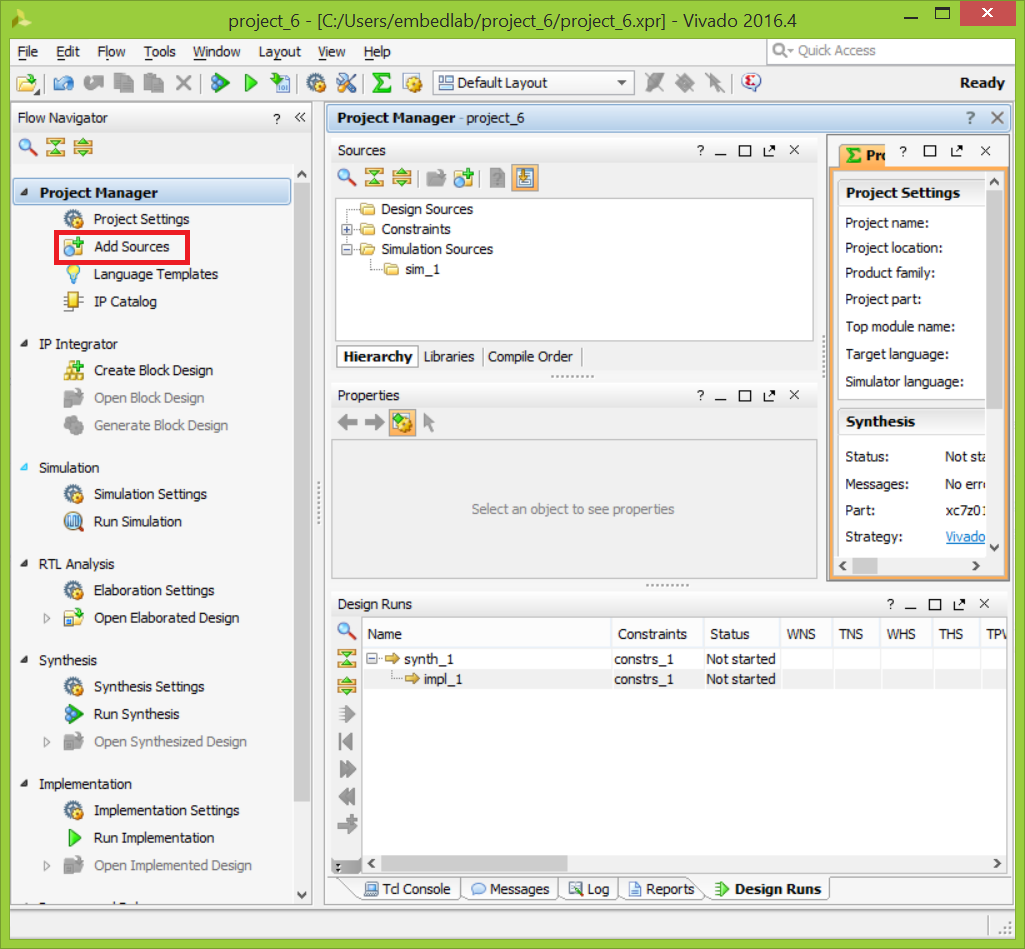 project_6 - [C:/Users/embedlab/project_6/project_6.xpr] - Vivado 2016.4
File Edit Flow Tools Window Layout View Help
Quick Access
Default Layout
Ready
Flow Navigator ? «
Project Manager
Project Settings
Add Sources
Language Templates
IP Catalog
IP Integrator
Create Block Design
Open Block Design
Generate Block Design
Simulation
Simulation Settings
Run Simulation
RTL Analysis
Elaboration Settings
Open Elaborated Design
Synthesis
Synthesis Settings
Run Synthesis
Open Synthesized Design
Implementation
Implementation Settings
Run Implementation
Open Implemented Design
Project Manager - project_6 ?
Sources ?
Design Sources
Constraints
Simulation Sources
sim_1
Hierarchy Libraries Compile Order
Properties ?
Select an object to see properties
Σ Pro ?
Project Settings
Project name:
Project location:
Product family:
Project part:
Top module name:
Target language:
Simulator language:
Synthesis
Status: Not sta
Messages: No erro
Part: xc7z01
Strategy: Vivado
Design Runs ?
Name Constraints Status WNS TNS WHS THS TPW
synth_1 constrs_1 Not started
impl_1 constrs_1 Not started
Tcl Console Messages Log Reports Design Runs